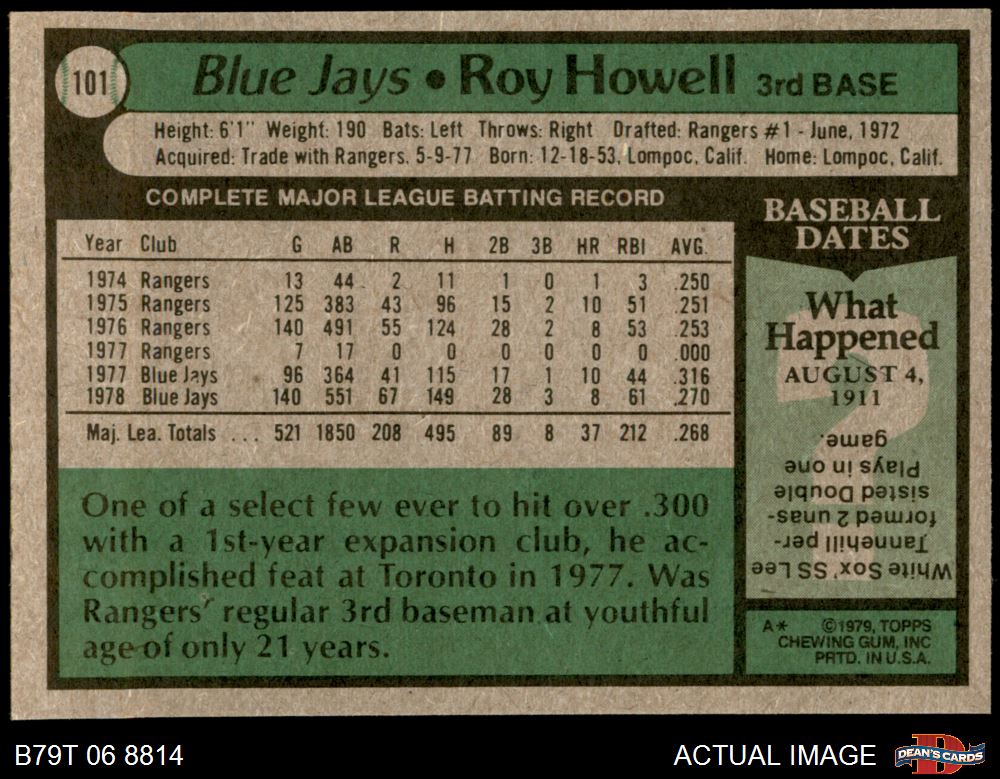 101
Blue Jays • Roy Howell 3rd BASE
Height: 6'1" Weight: 190 Bats: Left Throws: Right Drafted: Rangers #1 - June, 1972
Acquired: Trade with Rangers, 5-9-77 Born: 12-18-53, Lompoc, Calif. Home: Lompoc, Calif.
COMPLETE MAJOR LEAGUE BATTING RECORD
Year Club G AB R H 2B 3B HR RBI AVG.
1974 Rangers 13 44 2 11 1 0 1 3 .250
1975 Rangers 125 383 43 96 15 2 10 51 .251
1976 Rangers 140 491 55 124 28 2 8 53 .253
1977 Rangers 7 17 0 0 0 0 0 0 .000
1977 Blue Jays 96 364 41 115 17 1 10 44 .316
1978 Blue Jays 140 551 67 149 28 3 8 61 .270
Maj. Lea. Totals ... 521 1850 208 495 89 8 37 212 .268
One of a select few ever to hit over .300
with a 1st-year expansion club, he ac-
complished feat at Toronto in 1977. Was
Rangers' regular 3rd baseman at youthful
age of only 21 years.
BASEBALL
DATES
What
Happened
AUGUST 4,
1911
?
White Sox' SS Lee
Tannehill per-
formed 2 unas-
sisted Double
Plays in one
game.
A* ©1979, TOPPS
CHEWING GUM, INC
PRTD. IN U.S.A.
B79T 06 8814
ACTUAL IMAGE
DEAN'S CARDS